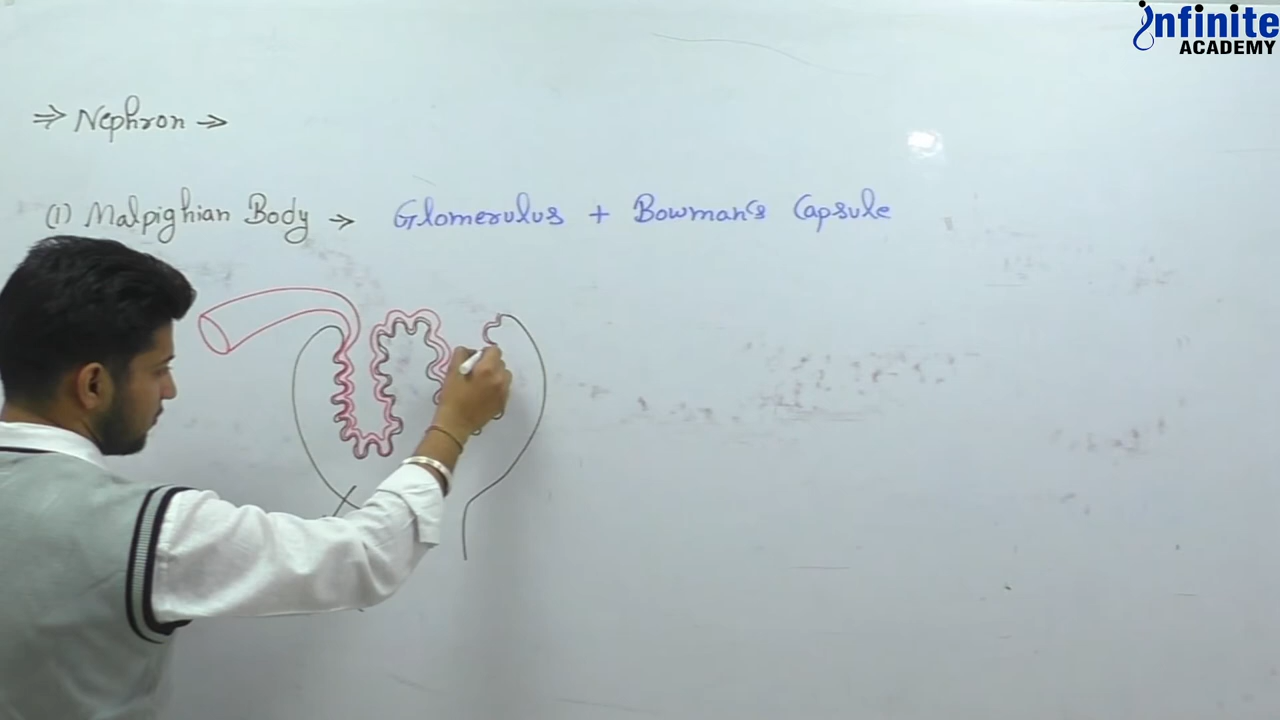 infinite
ACADEMY
⇒ Nephron →
(1) Malpighian Body → Glomerulus + Bowman's Capsule